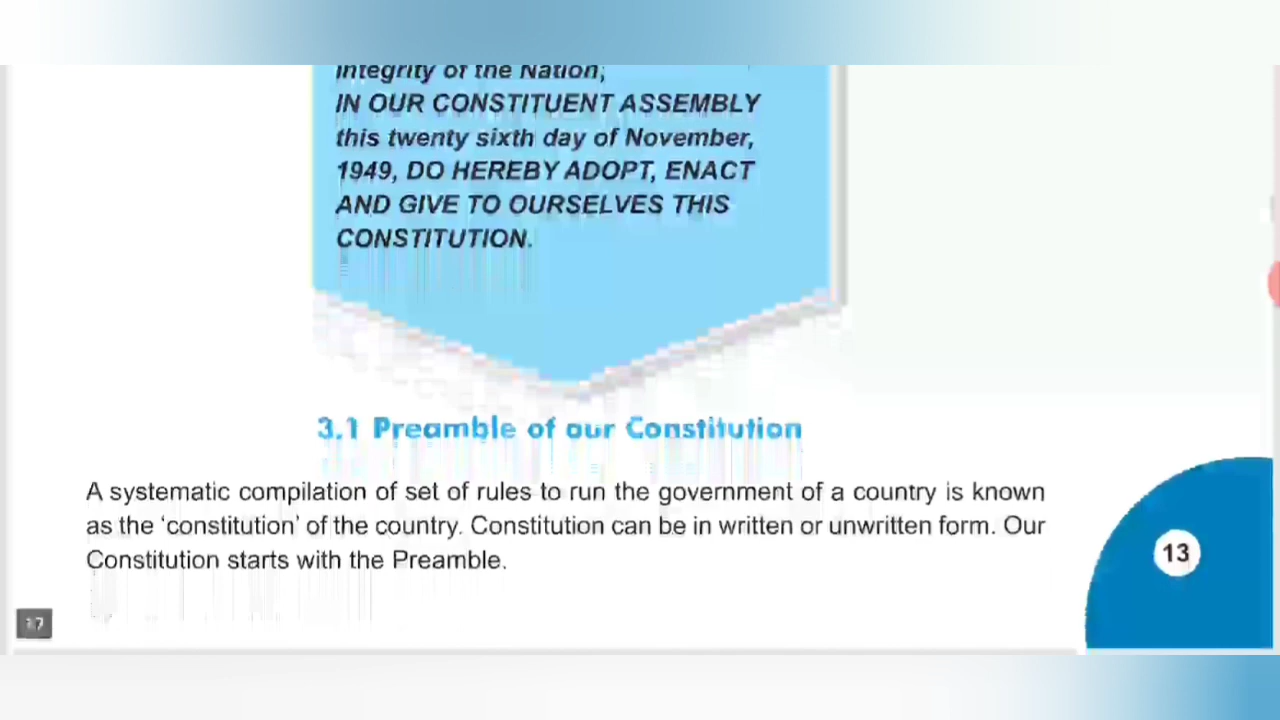 Integrity of the Nation;
IN OUR CONSTITUENT ASSEMBLY
this twenty sixth day of November,
1949, DO HEREBY ADOPT, ENACT
AND GIVE TO OURSELVES THIS
CONSTITUTION.
3.1 Preamble of our Constitution
A systematic compilation of set of rules to run the government of a country is known
as the ‘constitution’ of the country. Constitution can be in written or unwritten form. Our
Constitution starts with the Preamble.
13
17